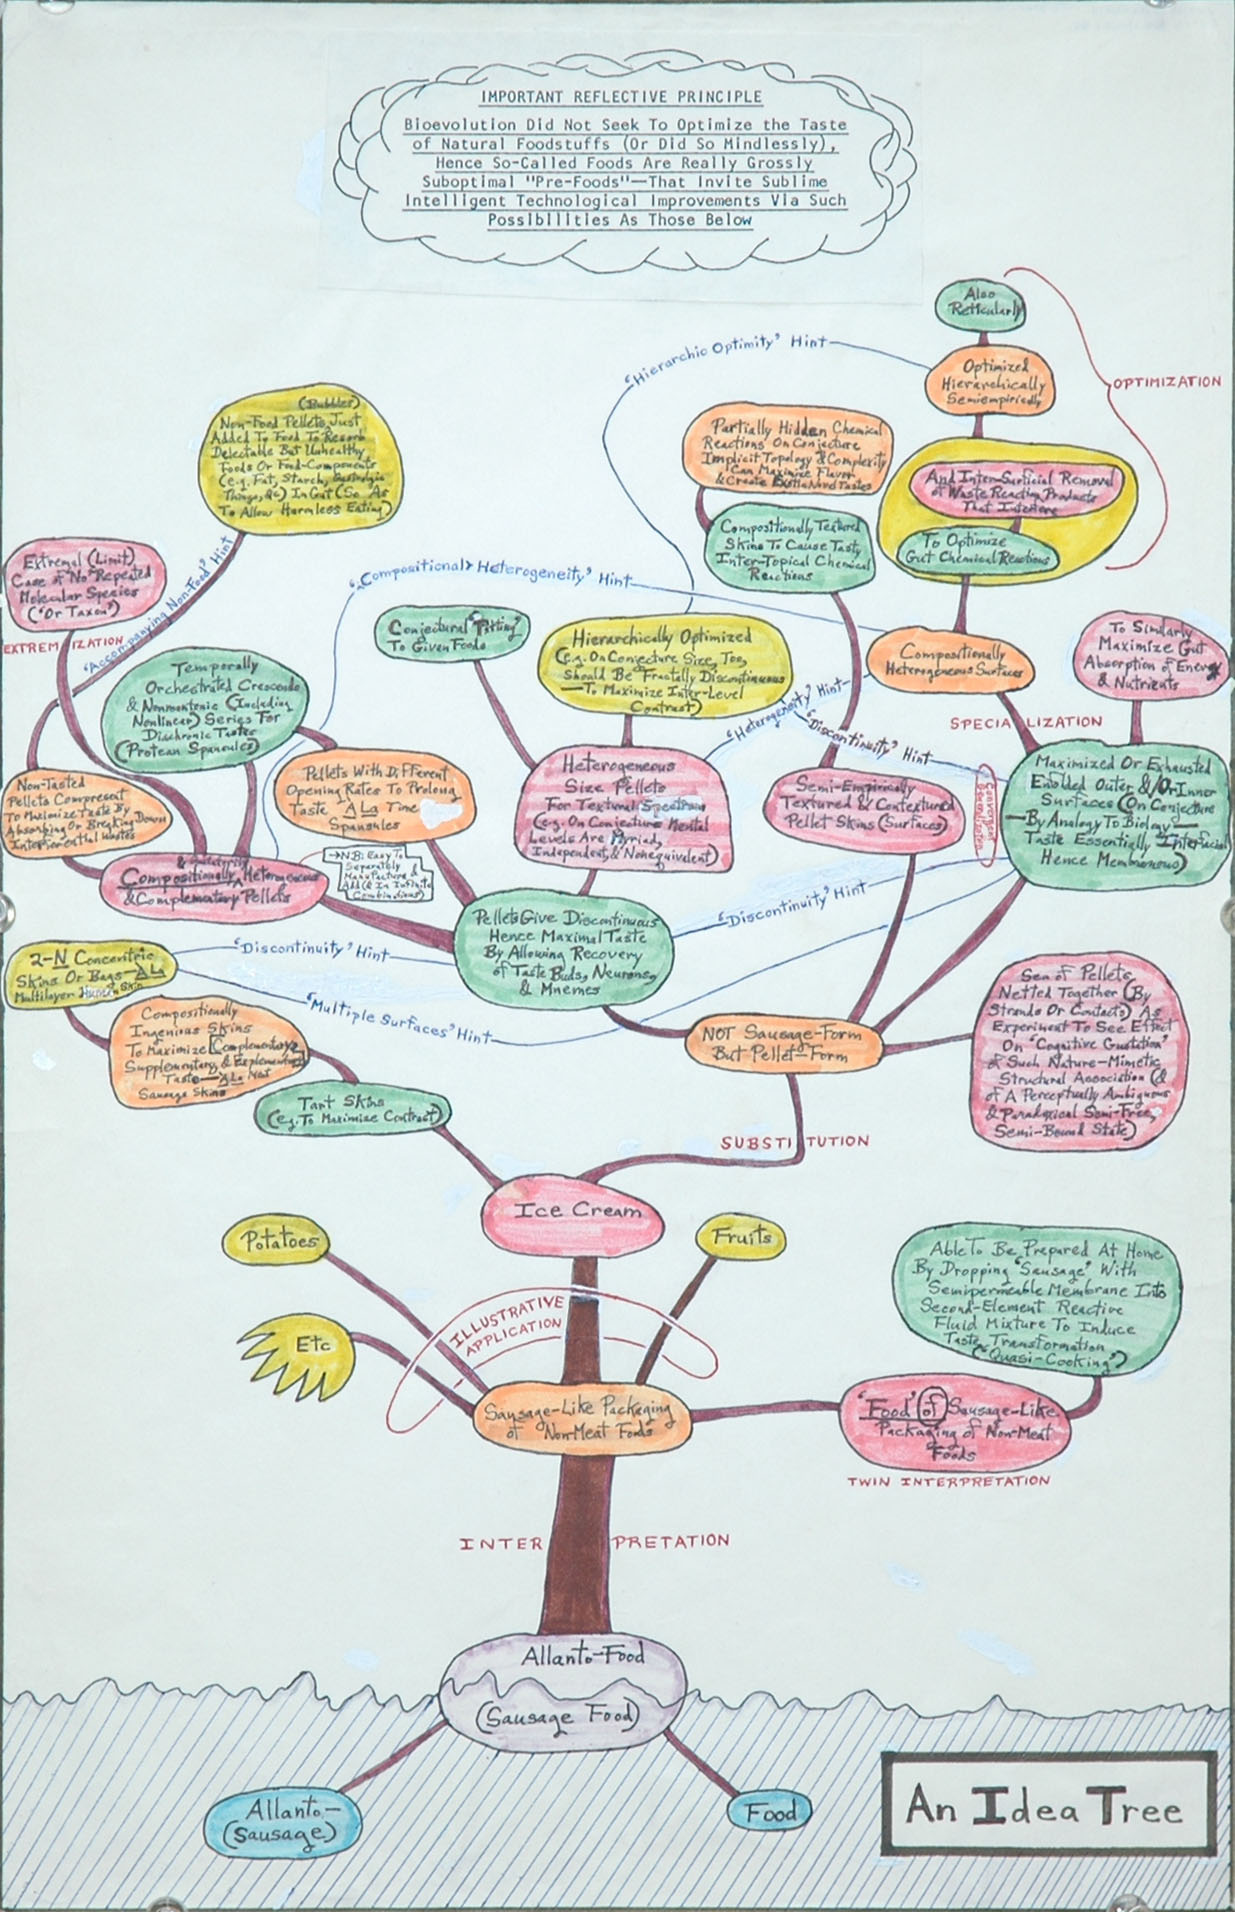 IMPORTANT REFLECTIVE PRINCIPLE
Bioevolution Did Not Seek To Optimize the Taste
of Natural Foodstuffs (Or Did So Mindlessly),
Hence So-Called Foods Are Really Grossly
Suboptimal "Pre-Foods"—That Invite Sublime
Intelligent Technological Improvements Via Such
Possibilities As Those Below
Also
Reticularly
'Hierarchic Optimity' Hint
Optimized
Hierarchically
Semiempirically
OPTIMIZATION
(Bubbles)
Non-Food Pellets Just
Added To Food To Resorb
Delectable But Unhealthy
Foods Or Food-Components
(e.g. Fat, Starch,
Things, &c) In Gut (So As
To Allow Harmless Eating)
Partially Hidden Chemical
Reactions On Conjecture
Implicit Topology & Complexity
Can Maximize Flavor
& Create Tastes
And Inter-Surficial Removal
of Waste Reaction Products
That Interfere
To Optimize
Gut Chemical Reactions
Compositionally Textured
Skins To Cause Tasty
Inter-Topical Chemical
Reactions
Extremal (Limit)
Case of No Repeated
Molecular Species
(Or Taxon")
EXTREMIZATION
'Accompanying Non-Food' Hint
'Compositional> Heterogeneity' Hint
Conjectural
To Given Foods
Hierarchically Optimized
(e.g. On Conjecture Size, Too,
Should Be Fractally Discontinuous
—To Maximize Inter-Level
Contrast)
Compositionally
Heterogeneous Surfaces
To Similarly
Maximize Gut
Absorption of Energy
& Nutrients
Temporally
Orchestrated Crescendo
& Nonmonotonic (Including
Nonlinear) Series For
Diachronic Tastes
(Protean Spansules)
'Heterogeneity' Hint
'Discontinuity' Hint
SPECIALIZATION
Non-Tasted
Pellets Compresent
To Maximize Taste By
Absorbing Or Breaking Down
Interferential Wastes
Pellets With Different
Opening Rates To Prolong
Taste A La Time
Spansules
Heterogeneous
Size Pellets
For Textural Spectrum
(e.g. On Conjecture Mental
Levels Are Myriad,
Independent, & Nonequivalent)
Semi-Empirically
Textured & Contextured
Pellet Skins (Surfaces)
Maximized Or Exhausted
Enfolded Outer &/Or Inner
Surfaces (On Conjecture
—By Analogy To Biology—
Taste Essentially Interfacial
Hence Membranous)
Compositionally Heterogeneous
& Complementary Pellets
N.B: Easy To
Separately
Manufacture &
Add (& In Infinite
Combinations)
Pellets Give Discontinuous
Hence Maximal Taste
By Allowing Recovery
of Taste Buds, Neurons,
& Mnemes
'Discontinuity' Hint
2-N Concentric
Skins Or Bags—A La
Multilayer Human Skin
'Discontinuity' Hint
'Multiple Surfaces' Hint
Compositionally
Ingenious Skins
To Maximize Complementary,
Supplementary, &
Taste—A La Meat
Sausage Skins
NOT Sausage-Form
But Pellet-Form
Sea of Pellets
Netted Together (By
Strands Or Contacts) As
Experiment To See Effect
On "Cognitive Gustation"
of Such Nature-Mimetic
Structural Association (&
of A Perceptually Ambiguous
& Paradoxical Semi-Free,
Semi-Bound State)
Tart Skins
(e.g. To Maximize Contrast)
SUBSTITUTION
Ice Cream
Potatoes
Fruits
Etc
ILLUSTRATIVE
APPLICATION
Able To Be Prepared At Home
By Dropping "Sausage" With
Semipermeable Membrane Into
Second-Element Reactive
Fluid Mixture To Induce
Taste Transformation
("Quasi-Cooking")
Sausage-Like Packaging
of Non-Meat Foods
'Food' of Sausage-Like
Packaging of Non-Meat
Foods
TWIN INTERPRETATION
INTERPRETATION
Allanto-Food
(Sausage Food)
Allanto-
(Sausage)
Food
An Idea Tree